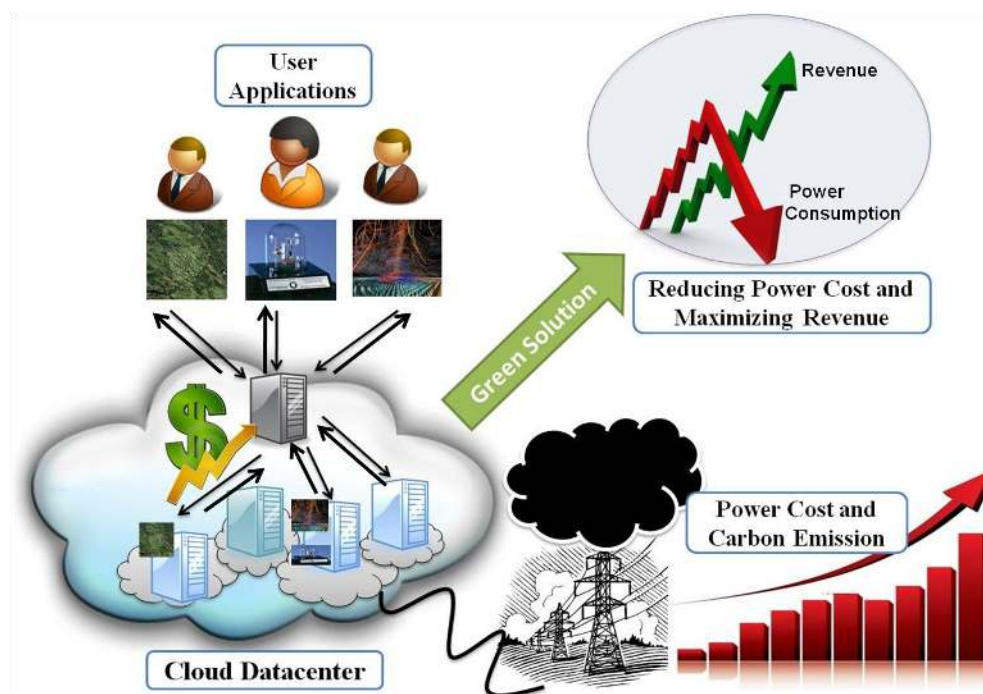 User
Applications
Revenue
Power
Consumption
Reducing Power Cost and
Maximizing Revenue
Green Solution
$
Power Cost and
Carbon Emission
Cloud Datacenter